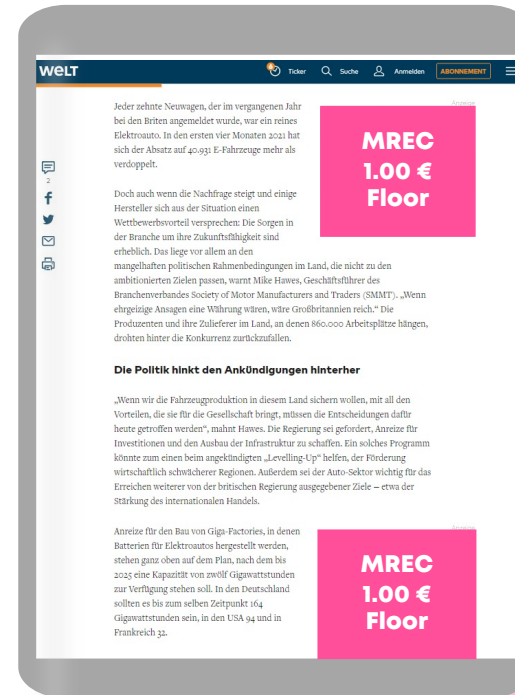 WELT
Ticker
Suche
Anmelden
ABONNEMENT
Anzeige
Jeder zehnte Neuwagen, der im vergangenen Jahr
bei den Briten angemeldet wurde, war ein reines
Elektroauto. In den ersten vier Monaten 2021 hat
sich der Absatz auf 40.931 E-Fahrzeuge mehr als
verdoppelt.
MREC
1.00 €
Floor
2
Doch auch wenn die Nachfrage steigt und einige
Hersteller sich aus der Situation einen
Wettbewerbsvorteil versprechen: Die Sorgen in
der Branche um ihre Zukunftsfähigkeit sind
erheblich. Das liege vor allem an den
mangelhaften politischen Rahmenbedingungen im Land, die nicht zu den
ambitionierten Zielen passen, warnt Mike Hawes, Geschäftsführer des
Branchenverbandes Society of Motor Manufacturers and Traders (SMMT). „Wenn
ehrgeizige Ansagen eine Währung wären, wäre Großbritannien reich.“ Die
Produzenten und ihre Zulieferer im Land, an denen 860.000 Arbeitsplätze hängen,
drohten hinter die Konkurrenz zurückzufallen.
Die Politik hinkt den Ankündigungen hinterher
„Wenn wir die Fahrzeugproduktion in diesem Land sichern wollen, mit all den
Vorteilen, die sie für die Gesellschaft bringt, müssen die Entscheidungen dafür
heute getroffen werden“, mahnt Hawes. Die Regierung sei gefordert, Anreize für
Investitionen und den Ausbau der Infrastruktur zu schaffen. Ein solches Programm
könnte zum einen beim angekündigten „Levelling-Up“ helfen, der Förderung
wirtschaftlich schwächerer Regionen. Außerdem sei der Auto-Sektor wichtig für das
Erreichen weiterer von der britischen Regierung ausgegebener Ziele – etwa der
Stärkung des internationalen Handels.
Anzeige
Anreize für den Bau von Giga-Factories, in denen
Batterien für Elektroautos hergestellt werden,
stehen ganz oben auf dem Plan, nach dem bis
2025 eine Kapazität von zwölf Gigawattstunden
zur Verfügung stehen soll. In den Deutschland
sollten es bis zum selben Zeitpunkt 164
Gigawattstunden sein, in den USA 94 und in
Frankreich 32.
MREC
1.00 €
Floor